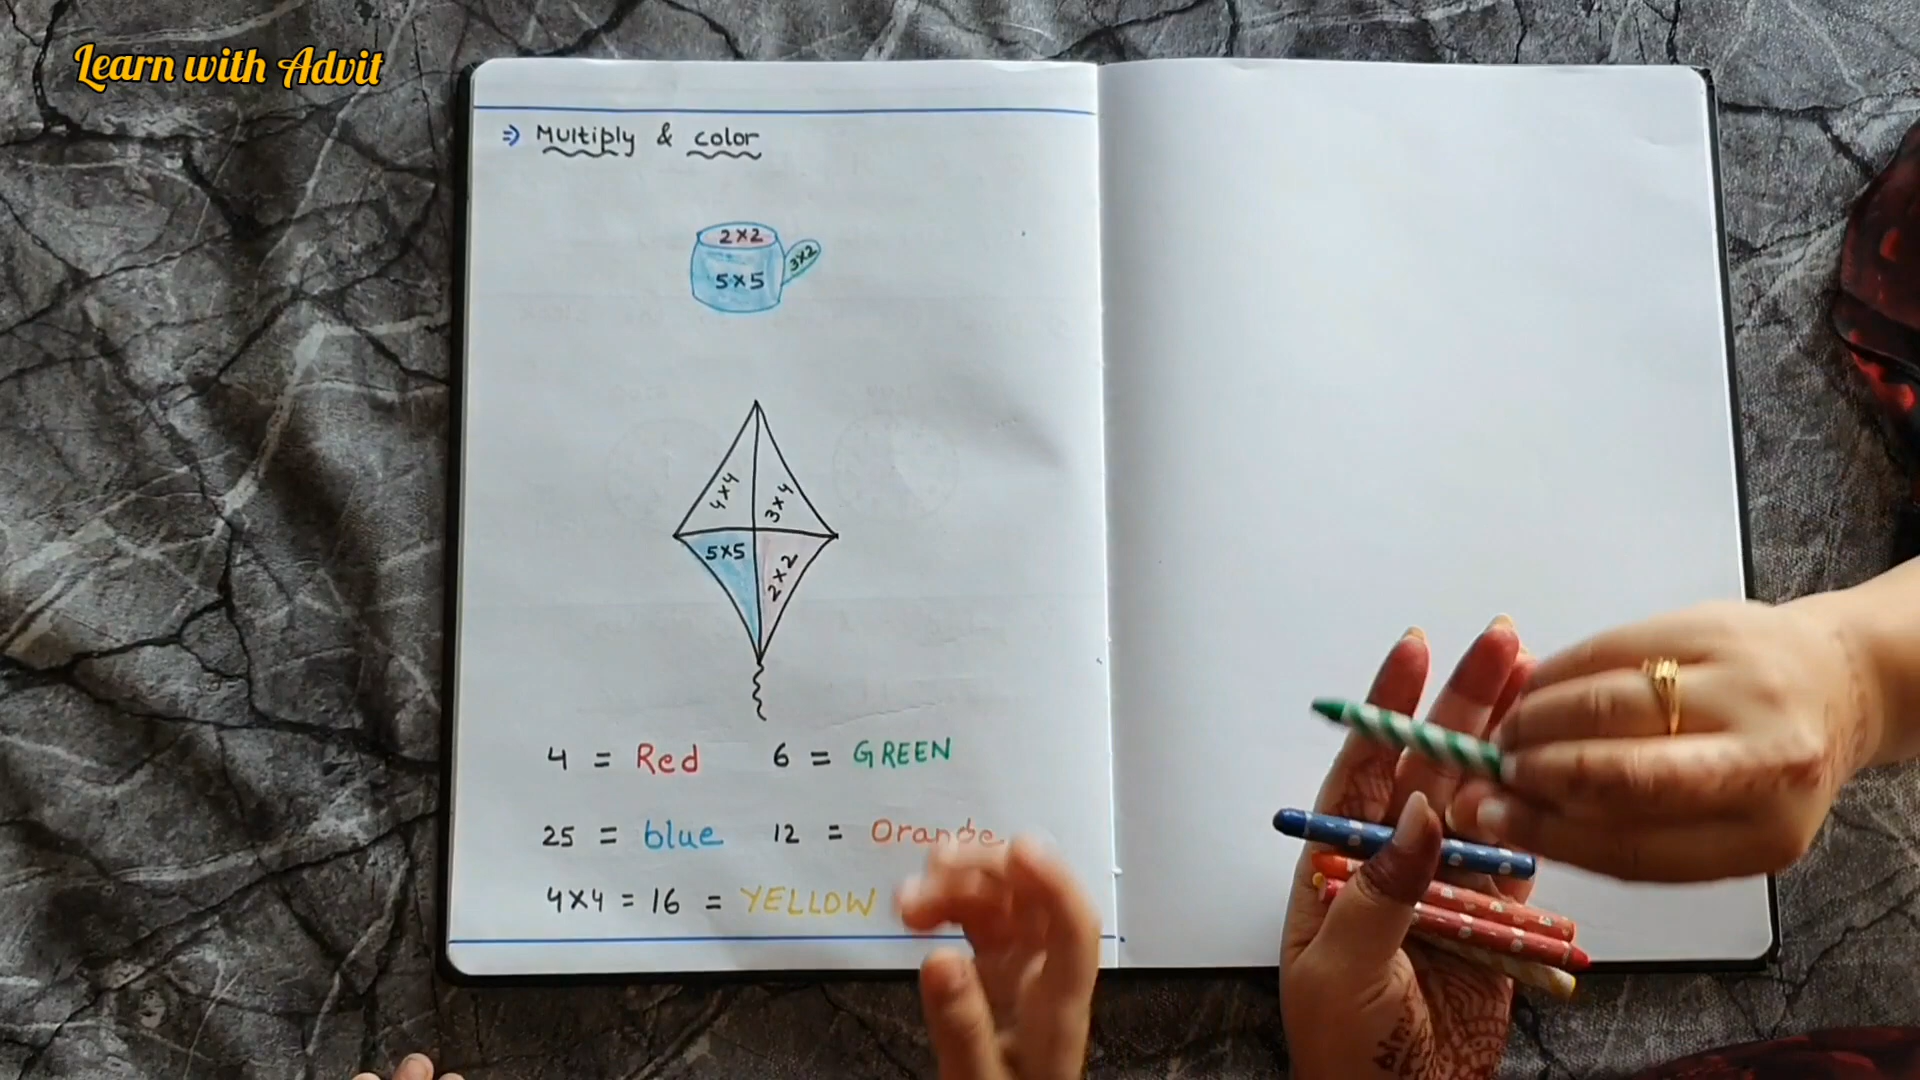 Learn with Advit
⇒ Multiply & color
2×2
5×5
3×2
4×4
3×4
5×5
2×2
4 = Red 6 = GREEN
25 = blue 12 = Orange
4×4 = 16 = YELLOW